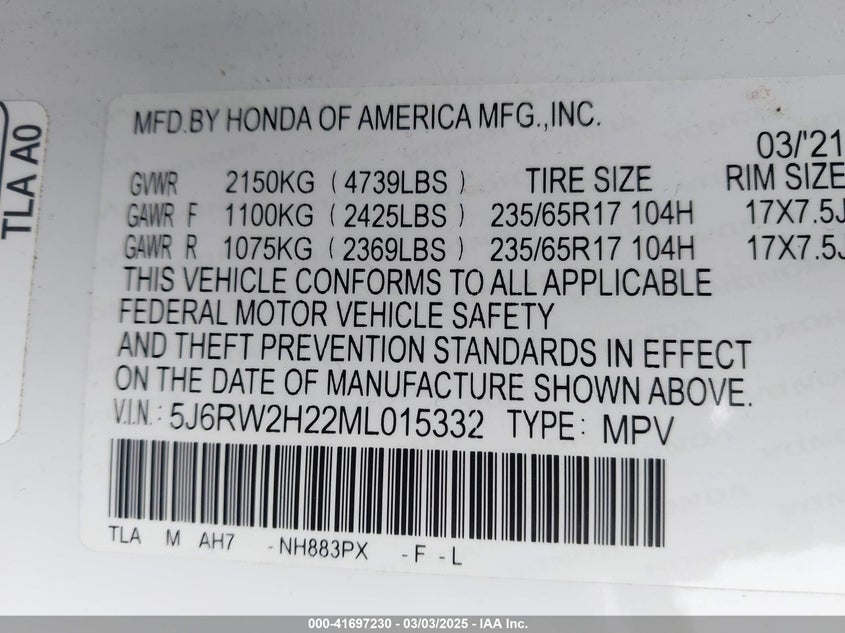 TLA A0
MFD.BY HONDA OF AMERICA MFG.,INC.
03/'21
GVWR 2150KG ( 4739LBS ) TIRE SIZE RIM SIZE
GAWR F 1100KG ( 2425LBS ) 235/65R17 104H 17X7.5J
GAWR R 1075KG ( 2369LBS ) 235/65R17 104H 17X7.5J
THIS VEHICLE CONFORMS TO ALL APPLICABLE
FEDERAL MOTOR VEHICLE SAFETY
AND THEFT PREVENTION STANDARDS IN EFFECT
ON THE DATE OF MANUFACTURE SHOWN ABOVE.
V.I.N: 5J6RW2H22ML015332 TYPE: MPV
TLA M AH7 -NH883PX -F-L
000-41697230 - 03/03/2025 - IAA Inc.